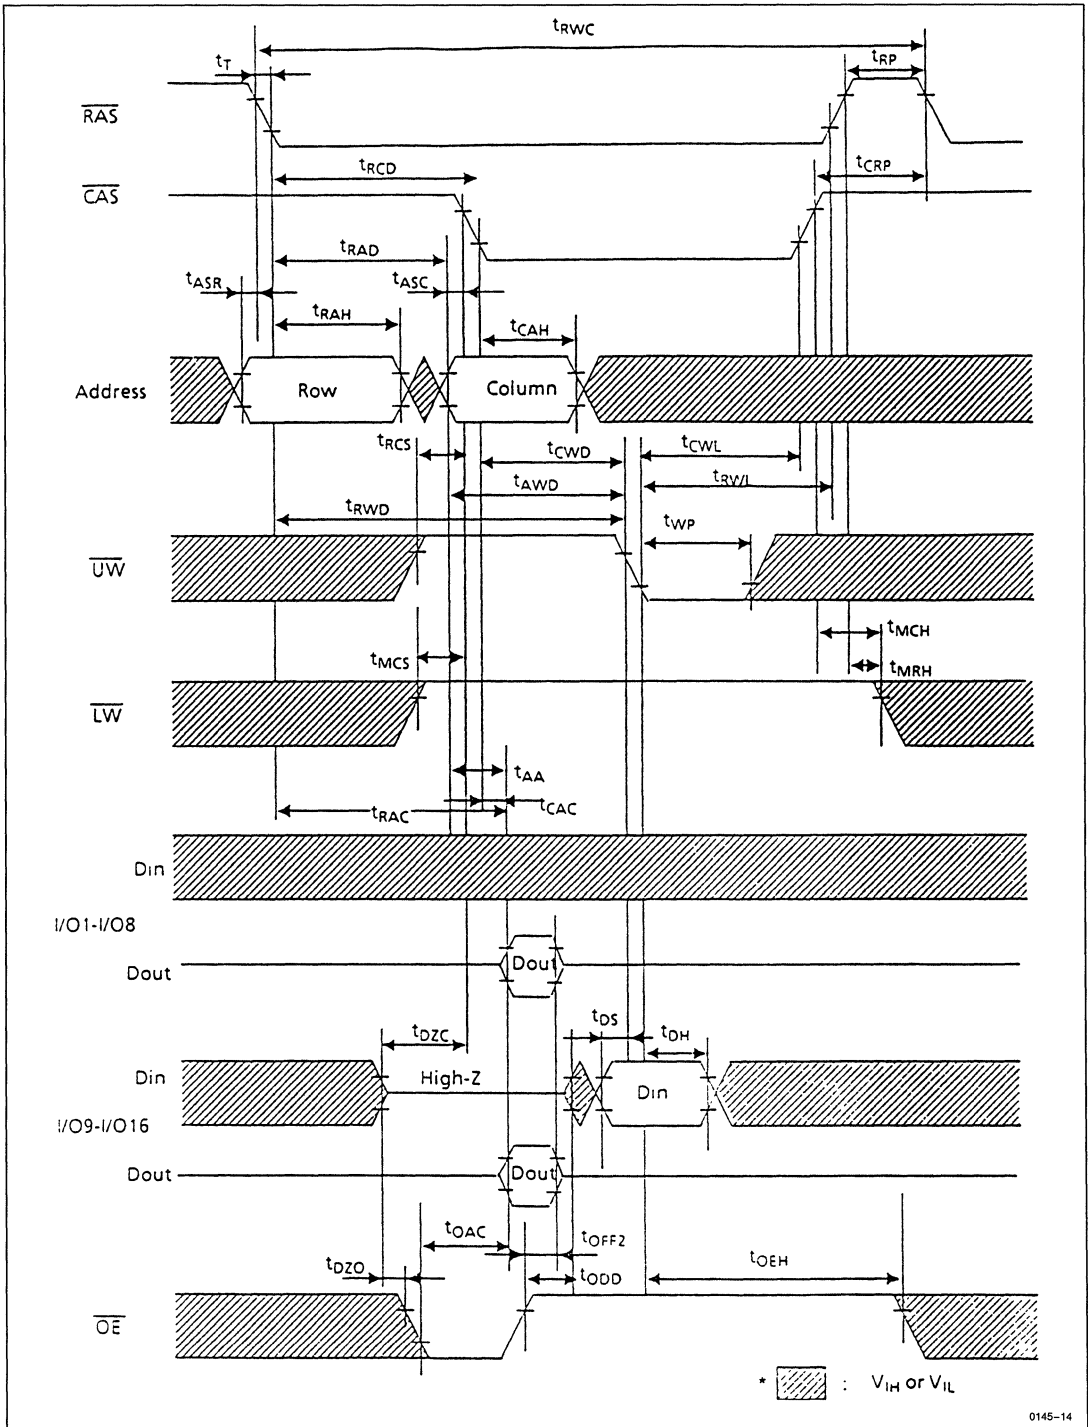 tRWC
tT
tRP
RAS
tRCD
tCRP
CAS
tRAD
tASR
tASC
tRAH
tCAH
Address
Row
Column
tRCS
tCWD
tCWL
tAWD
tRWL
tRWD
tWP
UW
tMCH
tMCS
tMRH
LW
tAA
tCAC
tRAC
Din
I/O1-I/O8
Dout
Dout
tDZC
tDS
tDH
Din
High-Z
Din
I/O9-I/O16
Dout
Dout
tOAC
tOFF2
tOEH
tDZO
tODD
OE
* : VIH or VIL
0145-14